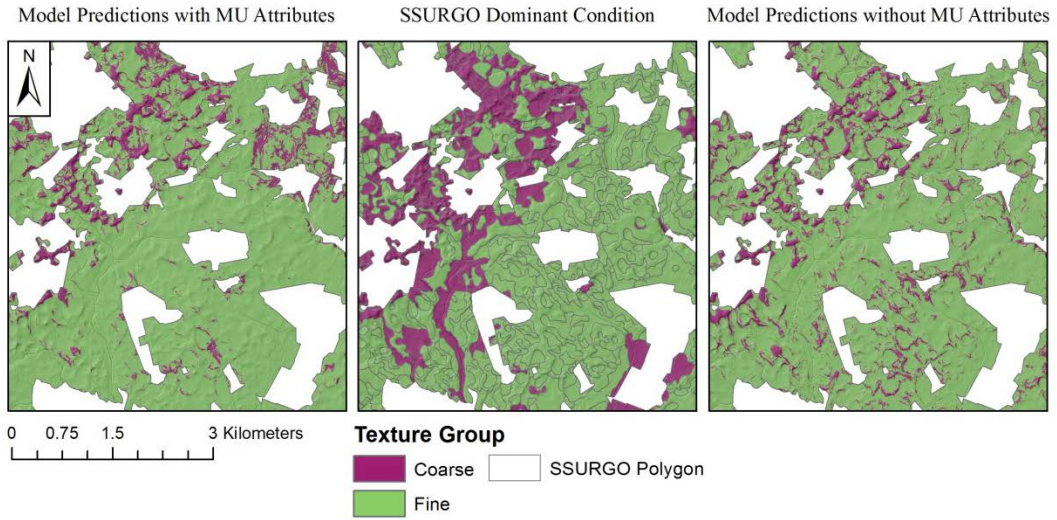 Model Predictions with MU Attributes
SSURGO Dominant Condition
Model Predictions without MU Attributes
N
0 0.75 1.5 3 Kilometers
Texture Group
Coarse
SSURGO Polygon
Fine